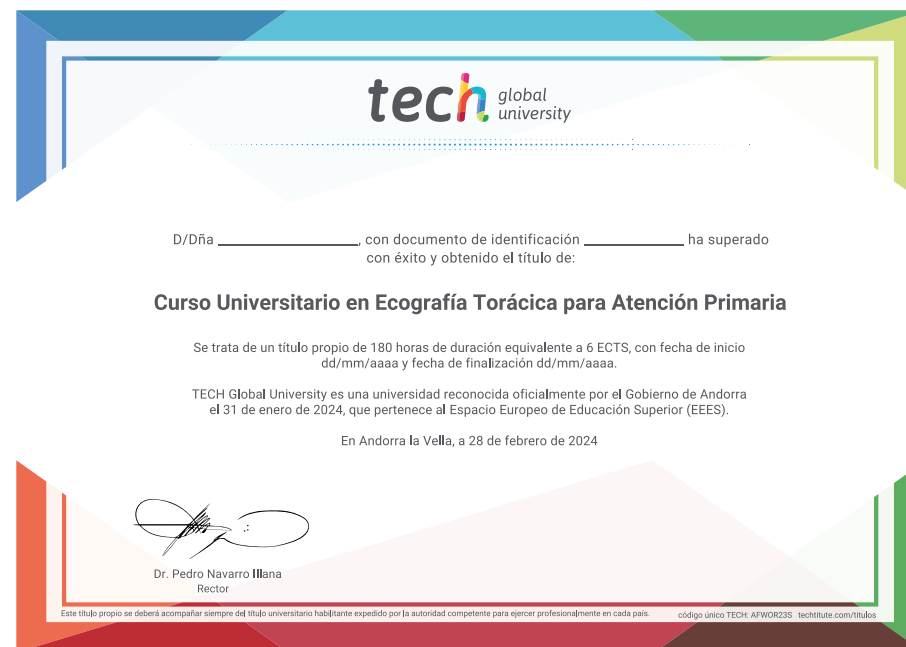 tech global university
D/Dña ____________, con documento de identificación ____________ ha superado
con éxito y obtenido el título de:
Curso Universitario en Ecografía Torácica para Atención Primaria
Se trata de un título propio de 180 horas de duración equivalente a 6 ECTS, con fecha de inicio
dd/mm/aaaa y fecha de finalización dd/mm/aaaa.
TECH Global University es una universidad reconocida oficialmente por el Gobierno de Andorra
el 31 de enero de 2024, que pertenece al Espacio Europeo de Educación Superior (EEES).
En Andorra la Vella, a 28 de febrero de 2024
Dr. Pedro Navarro Illana
Rector
Este título propio se deberá acompañar siempre del título universitario habilitante expedido por la autoridad competente para ejercer profesionalmente en cada país.
código único TECH: AFWOR23S techtitute.com/titulos